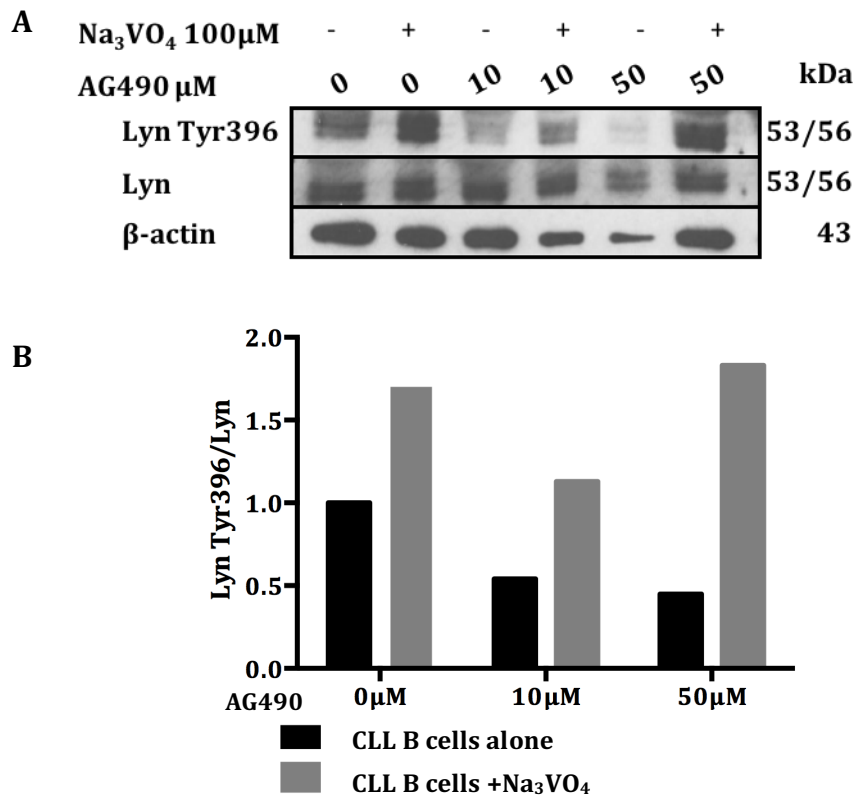 A
Na₃VO₄ 100µM - + - + - +
AG490 µM 0 0 10 10 50 50 kDa
Lyn Tyr396 53/56
Lyn 53/56
β-actin 43
B
Lyn Tyr396/Lyn
2.0
1.5
1.0
0.5
0.0
AG490 0µM 10µM 50µM
CLL B cells alone
CLL B cells +Na₃VO₄